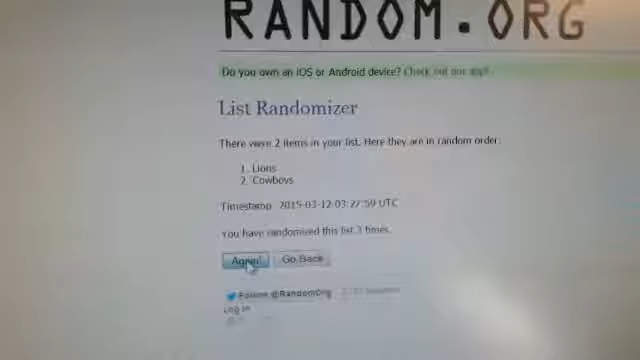 RANDOM.ORG
Do you own an iOS or Android device? Check out our app!
List Randomizer
There were 2 items in your list. Here they are in random order:
1. Lions
2. Cowboys
Timestamp: 2015-03-12 03:27:59 UTC
You have randomized this list 3 times.
Again! Go Back
Follow @RandomOrg
Log In